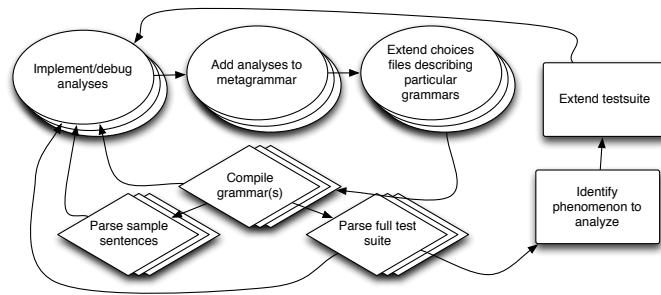 Implement/debug
analyses
Add analyses to
metagrammar
Extend choices
files describing
particular
grammars
Extend testsuite
Compile
grammar(s)
Identify
phenomenon to
analyze
Parse sample
sentences
Parse full test
suite